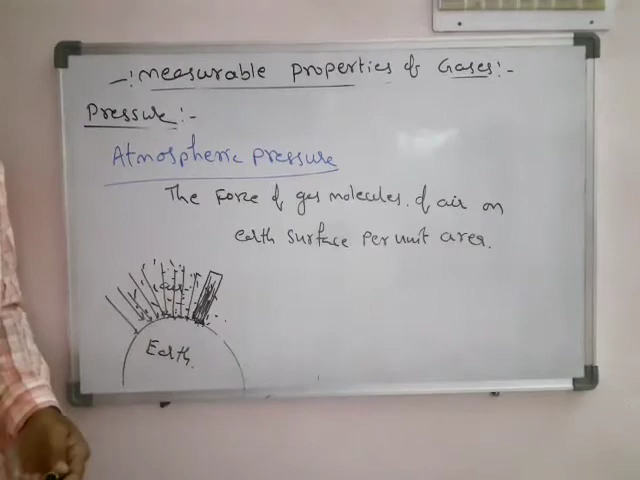 -: Measurable properties of Gases:-
Pressure:-
Atmospheric pressure
The Force of gas molecules. of air on
earth surface per unit area.
air
Earth.